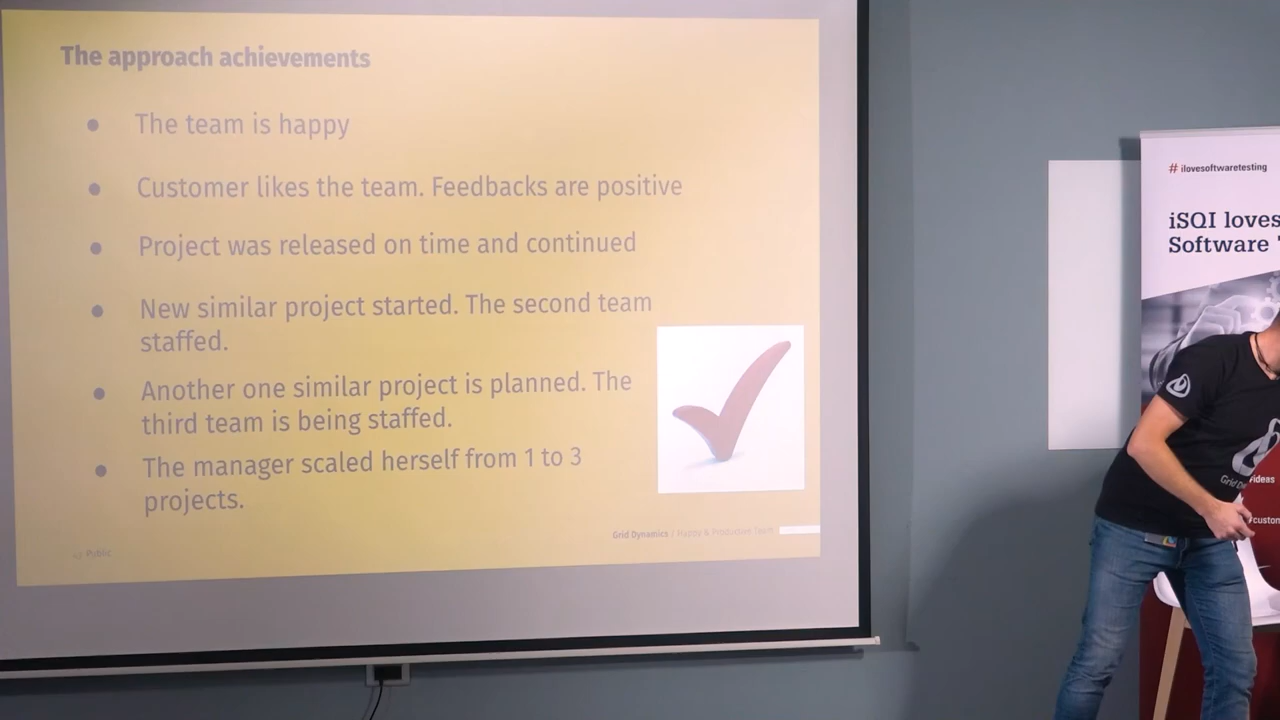 The approach achievements
● The team is happy
● Customer likes the team. Feedbacks are positive
● Project was released on time and continued
● New similar project started. The second team
staffed.
● Another one similar project is planned. The
third team is being staffed.
● The manager scaled herself from 1 to 3
projects.
Grid Dynamics / Happy & Productive Team
Public
# ilovesoftwaretesting
iSQI loves
Software
Grid
ideas